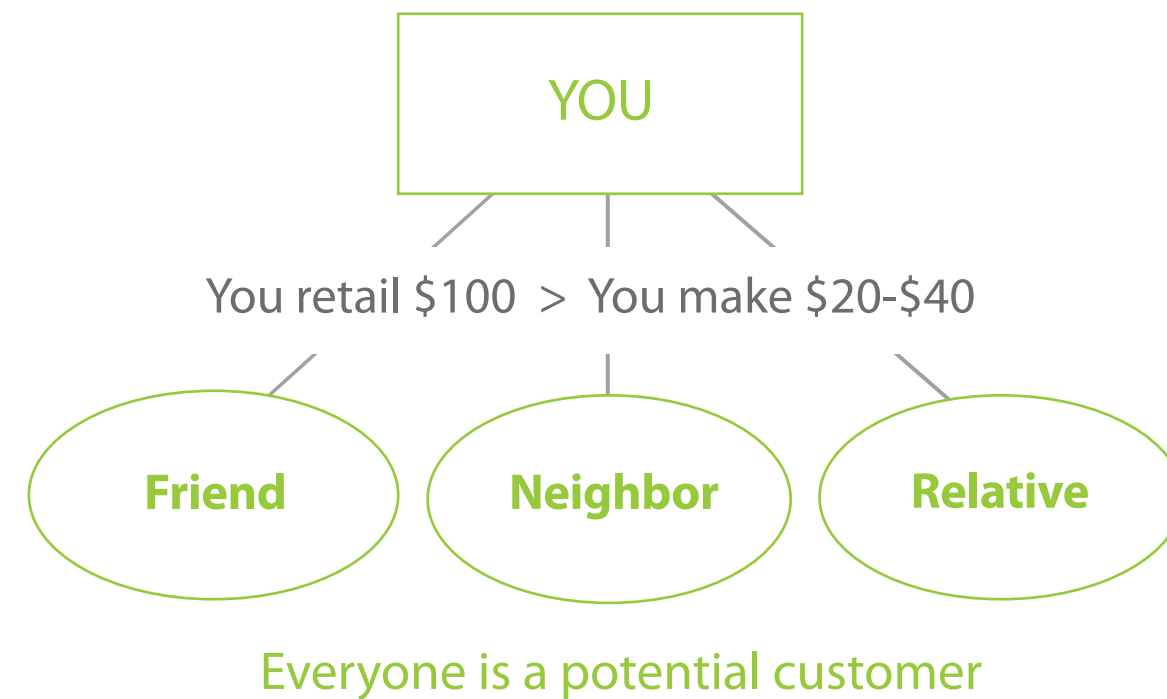 YOU
You retail $100 > You make $20-$40
Friend
Neighbor
Relative
Everyone is a potential customer